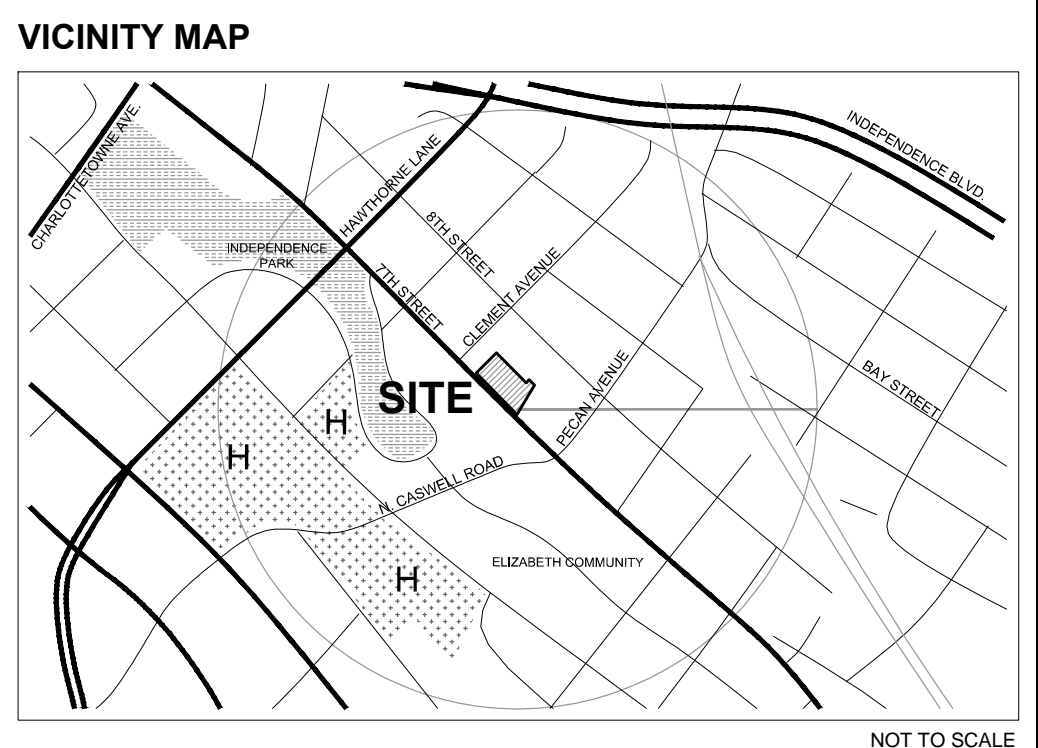 VICINITY MAP
INDEPENDENCE BLVD.
CHARLOTTETOWNE AVE.
HAWTHORNE LANE
8TH STREET
INDEPENDENCE
PARK
7TH STREET
CLEMENT AVENUE
SITE
PECAN AVENUE
BAY STREET
H
H
N. CASWELL ROAD
ELIZABETH COMMUNITY
H
NOT TO SCALE